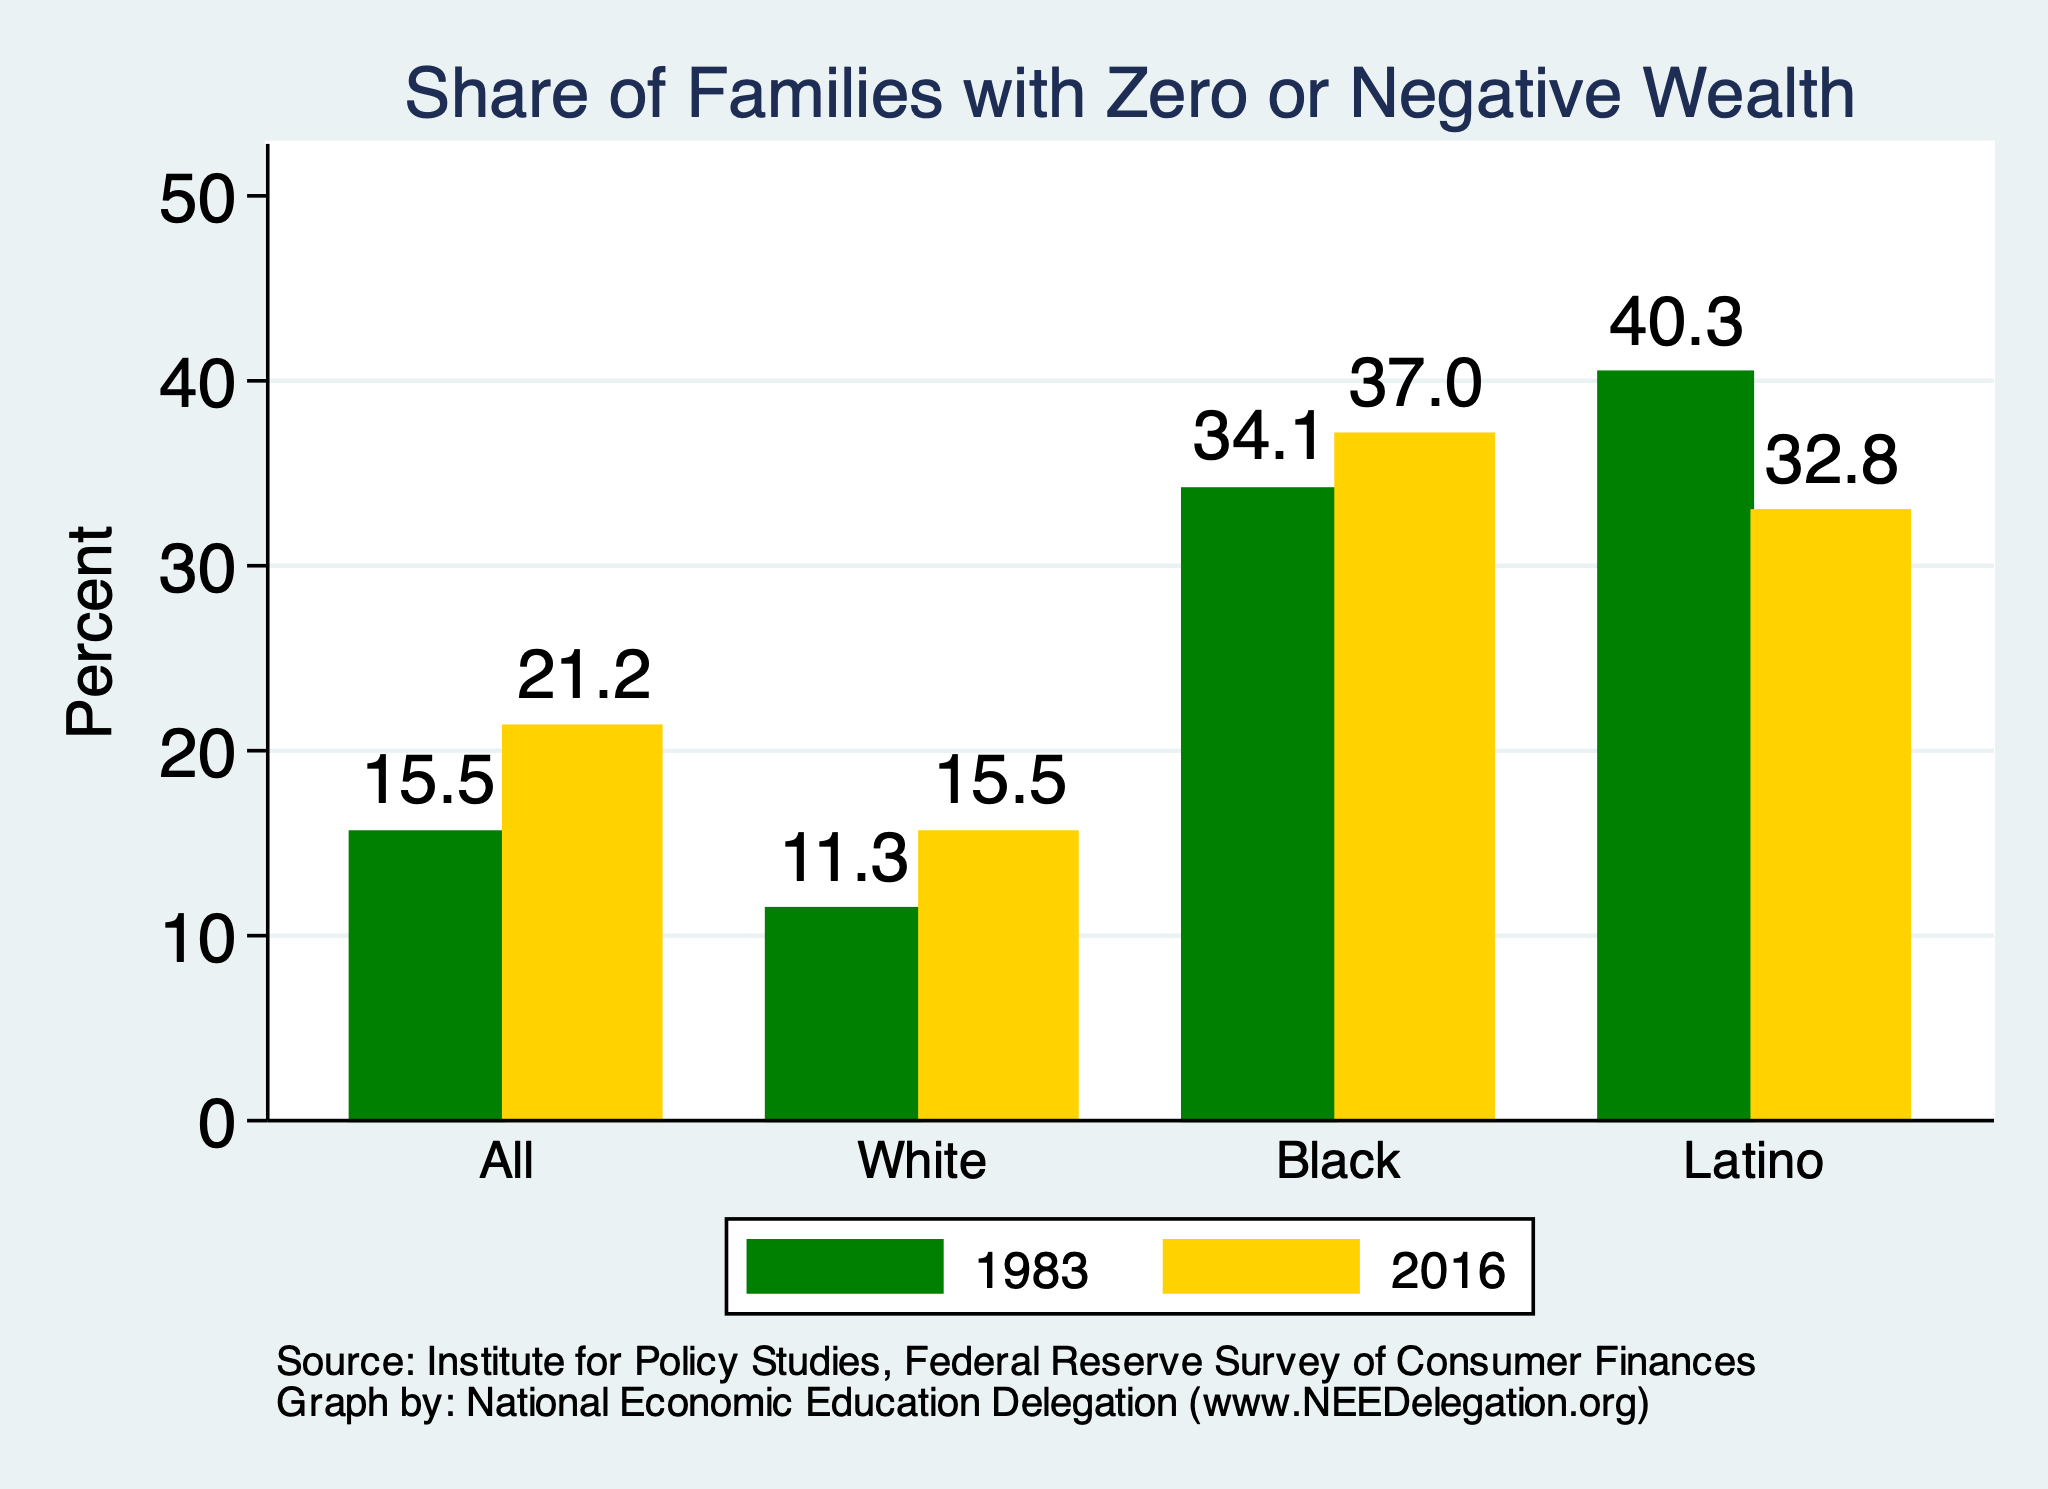 Share of Families with Zero or Negative Wealth
Percent
50
40
30
20
10
0
15.5
21.2
11.3
15.5
34.1
37.0
40.3
32.8
All
White
Black
Latino
1983
2016
Source: Institute for Policy Studies, Federal Reserve Survey of Consumer Finances
Graph by: National Economic Education Delegation (www.NEEDelegation.org)